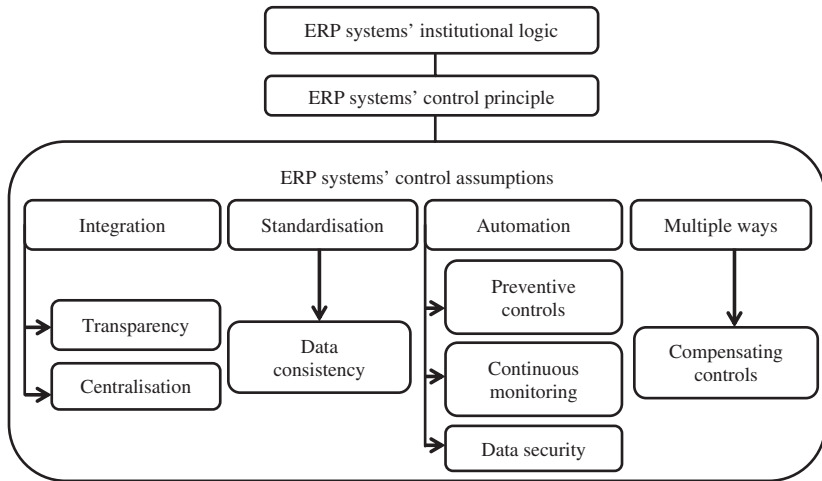 ERP systems’ institutional logic
ERP systems’ control principle
ERP systems’ control assumptions
Integration
Standardisation
Automation
Multiple ways
Transparency
Centralisation
Data
consistency
Preventive
controls
Continuous
monitoring
Data security
Compensating
controls